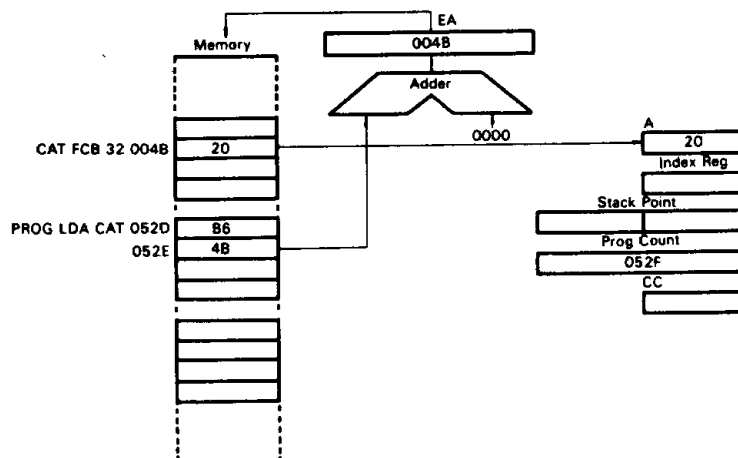 EA
Memory
004B
Adder
0000
A
CAT FCB 32 004B
20
20
Index Reg
Stack Point
PROG LDA CAT 052D
B6
Prog Count
052E
4B
052F
CC